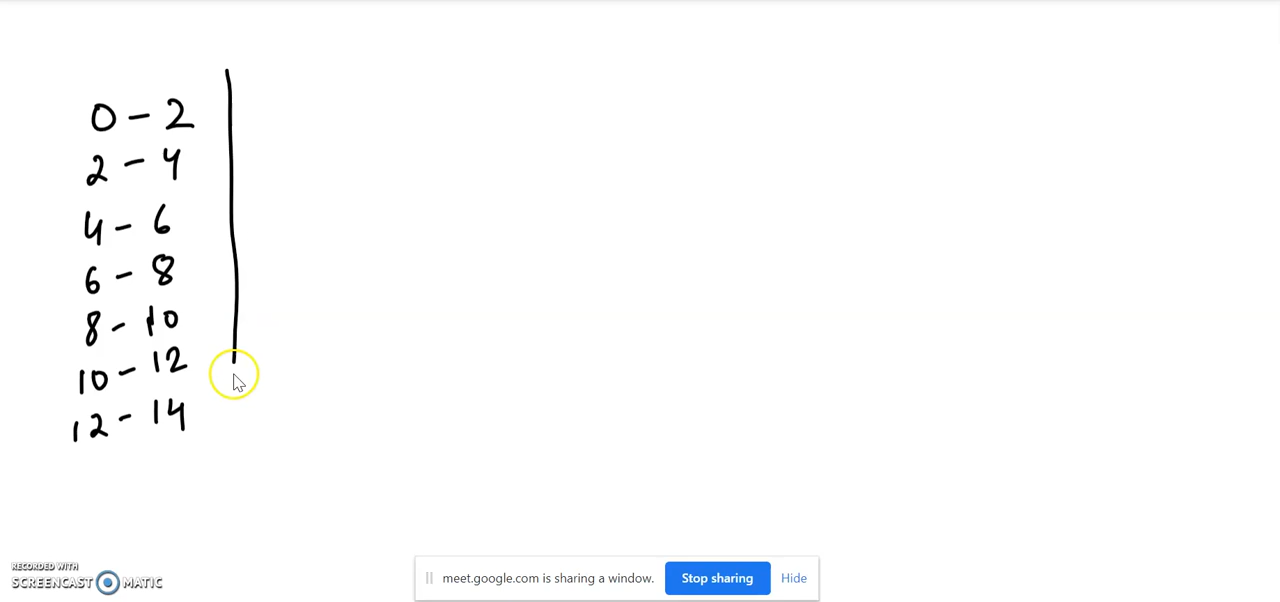 0 - 2
2 - 4
4 - 6
6 - 8
8 - 10
10 - 12
12 - 14
RECORDED WITH
SCREENCAST MATIC
meet.google.com is sharing a window. Stop sharing Hide